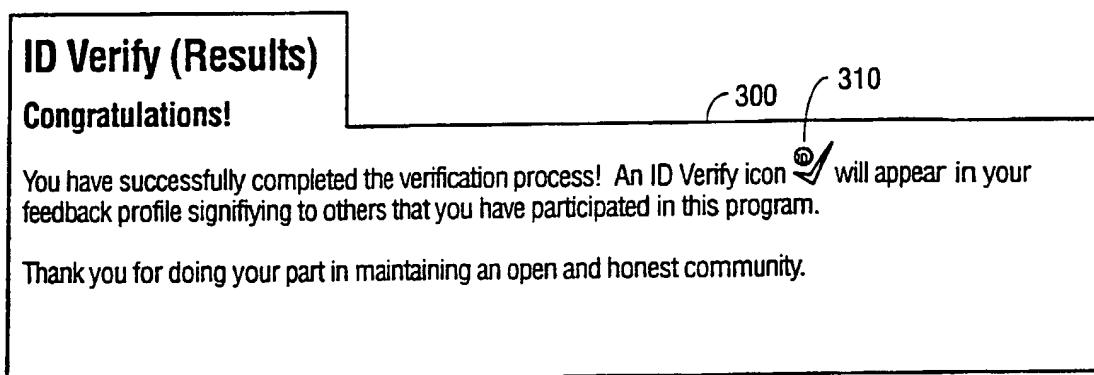 ID Verify (Results)
Congratulations!
300
310
You have successfully completed the verification process! An ID Verify icon ID will appear in your
feedback profile signifiying to others that you have participated in this program.
Thank you for doing your part in maintaining an open and honest community.